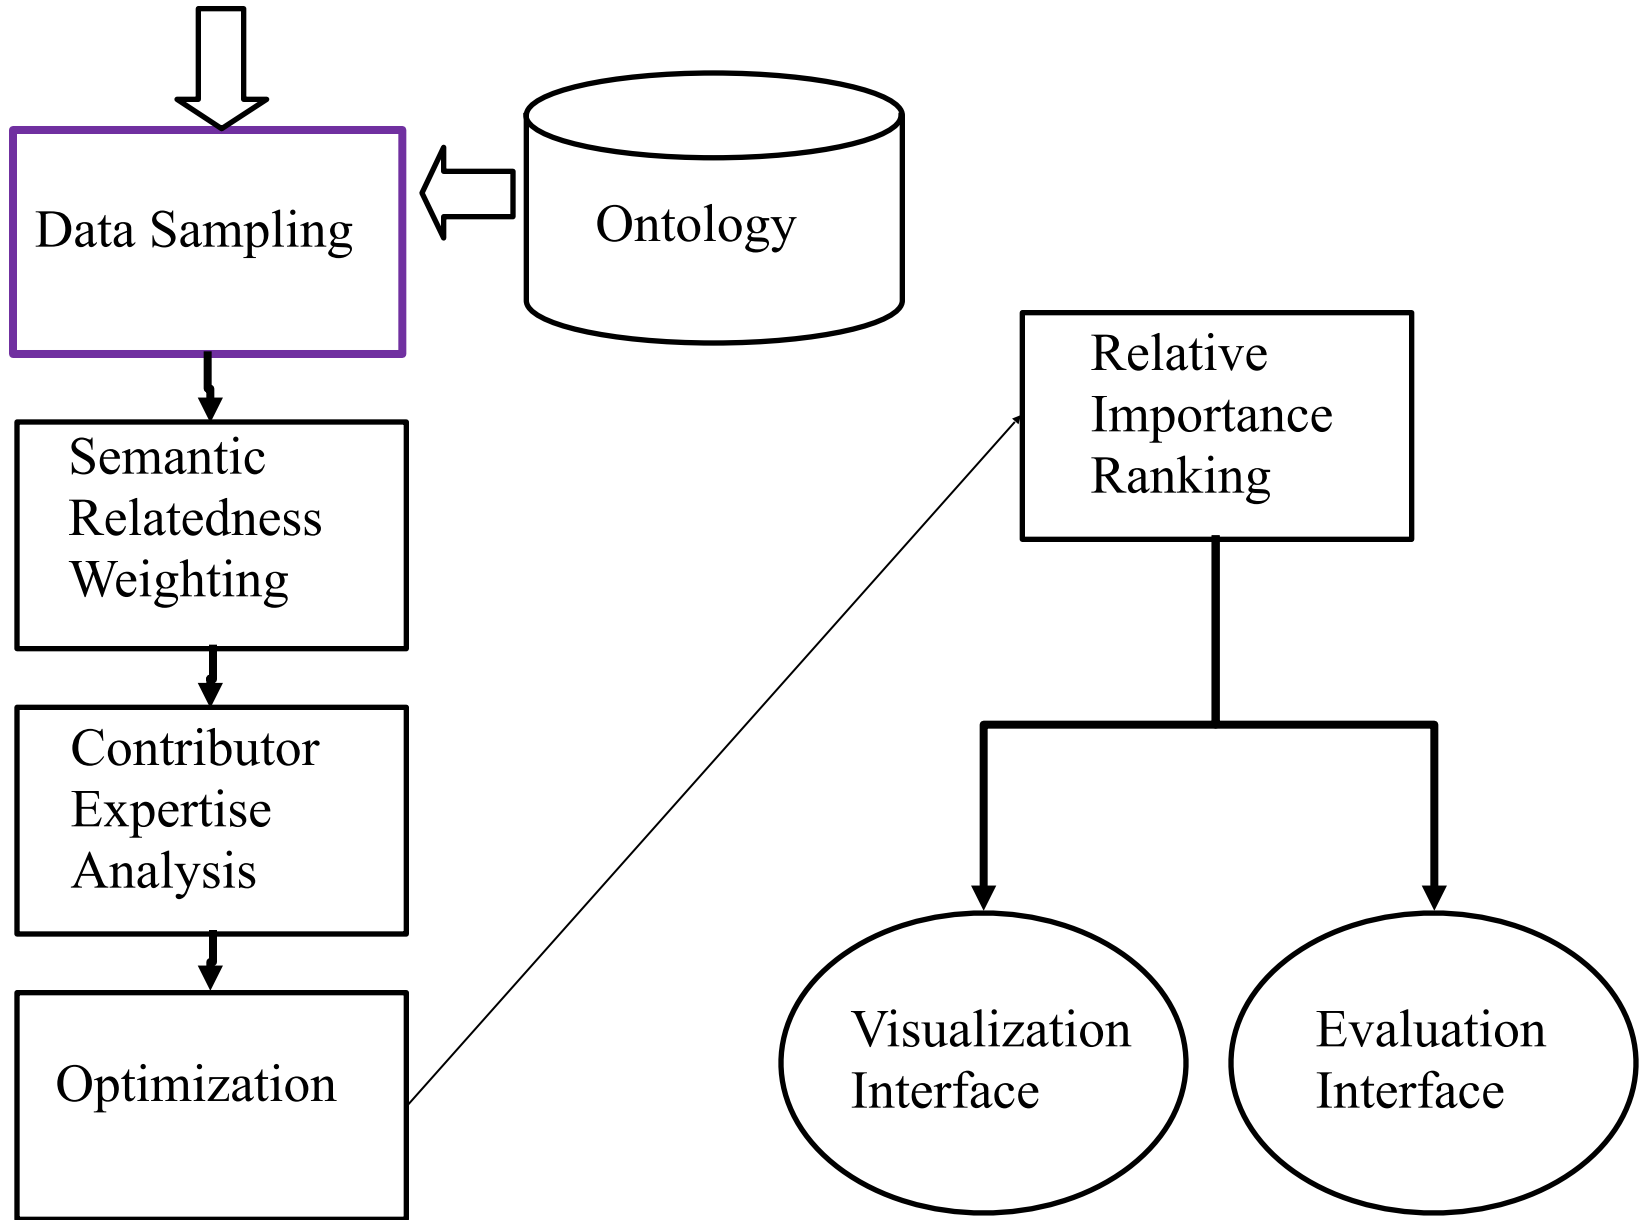 Data Sampling
Ontology
Semantic
Relatedness
Weighting
Contributor
Expertise
Analysis
Optimization
Relative
Importance
Ranking
Visualization
Interface
Evaluation
Interface